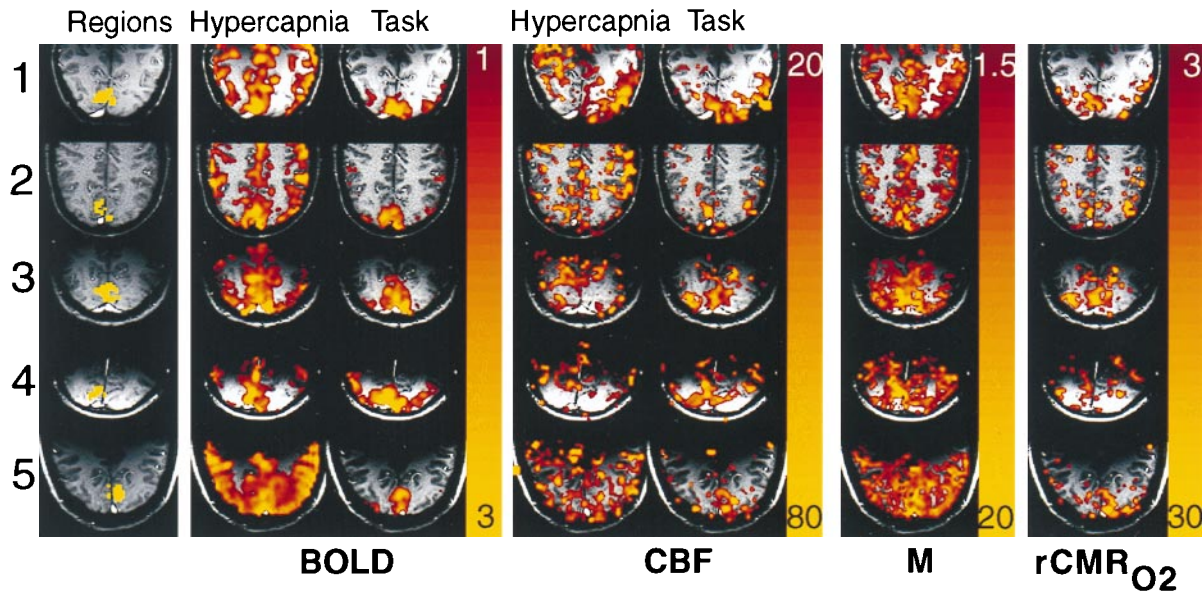 Regions Hypercapnia Task Hypercapnia Task
1 1 20 1.5 3
2
3
4
5
3 80 20 30
BOLD CBF M rCMRO2